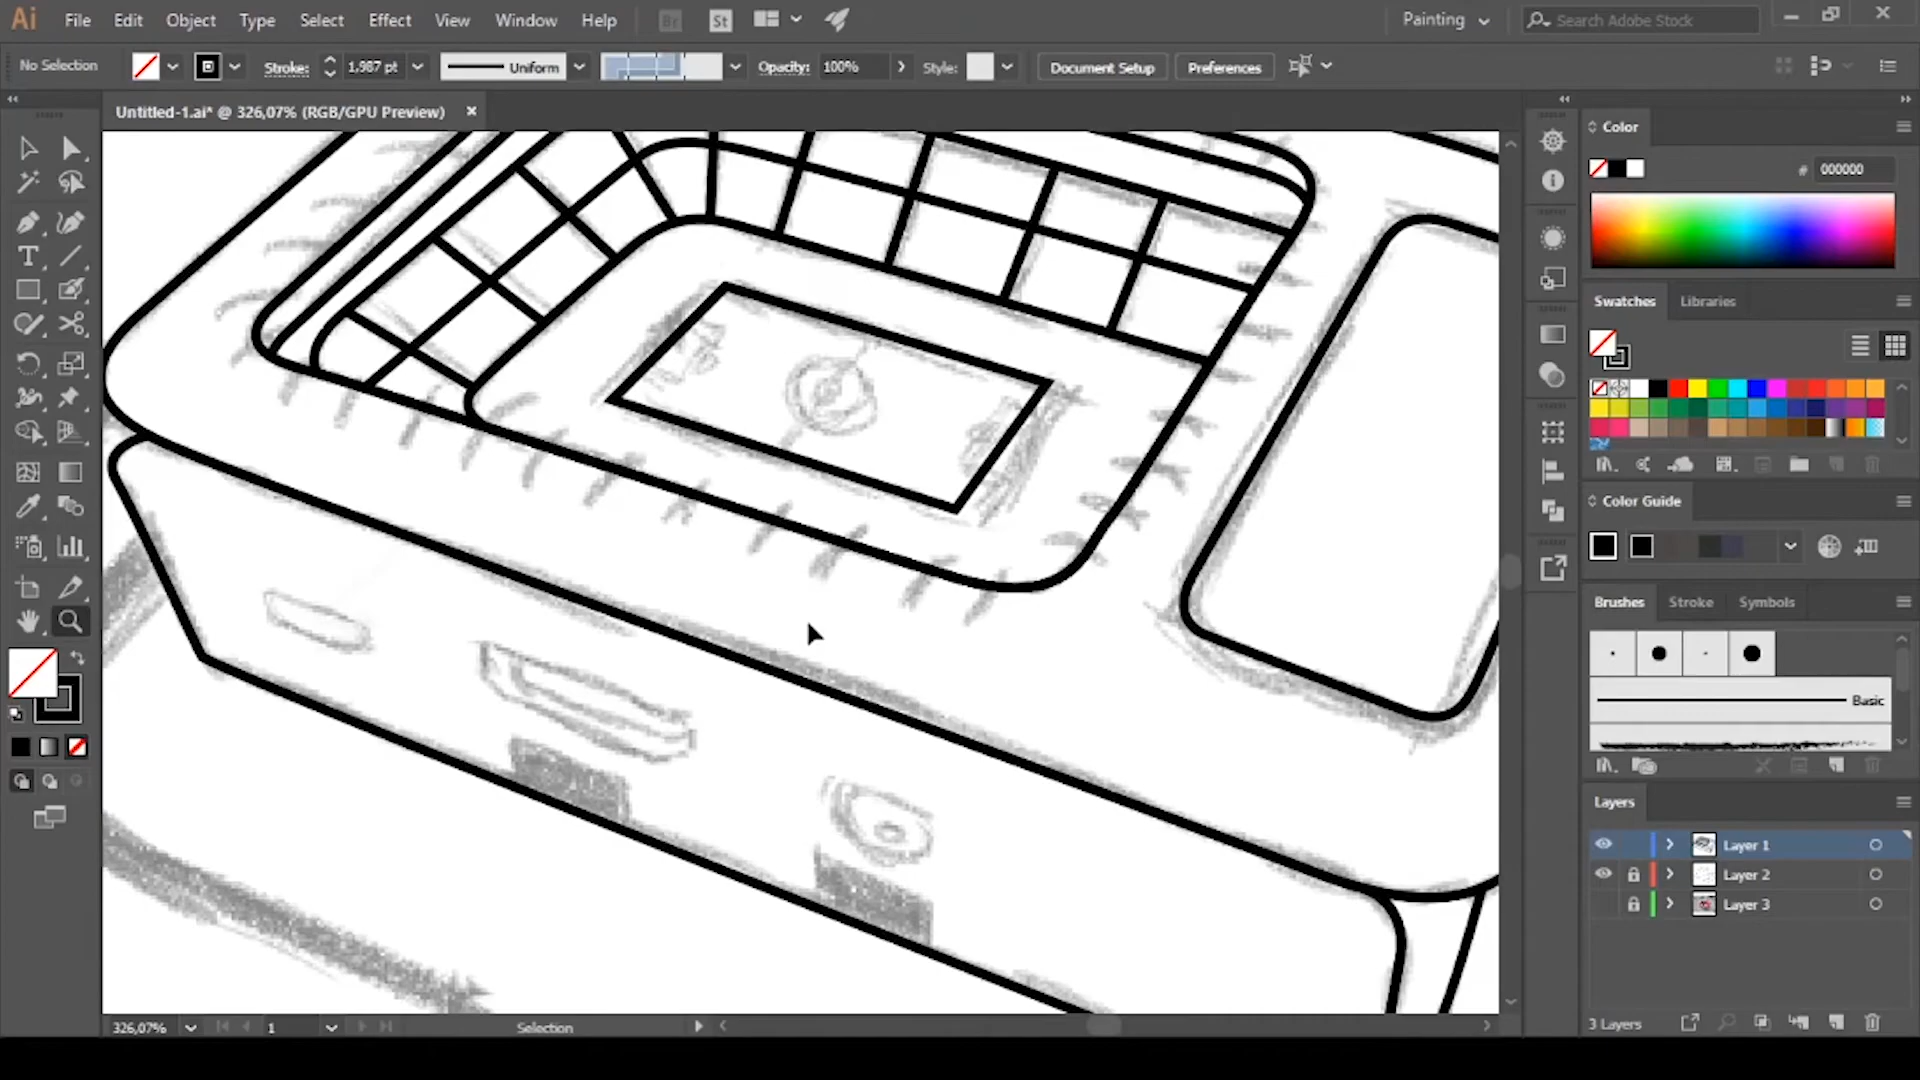 Ai File Edit Object Type Select Effect View Window Help Br St Painting Search Adobe Stock
No Selection Stroke: 1,987 pt Uniform Opacity: 100% Style: Document Setup Preferences
Untitled-1.ai* @ 326,07% (RGB/GPU Preview)
Color
# 000000
Swatches Libraries
Color Guide
Brushes Stroke Symbols
Basic
Layers
Layer 1
Layer 2
Layer 3
3 Layers
326,07% 1 Selection